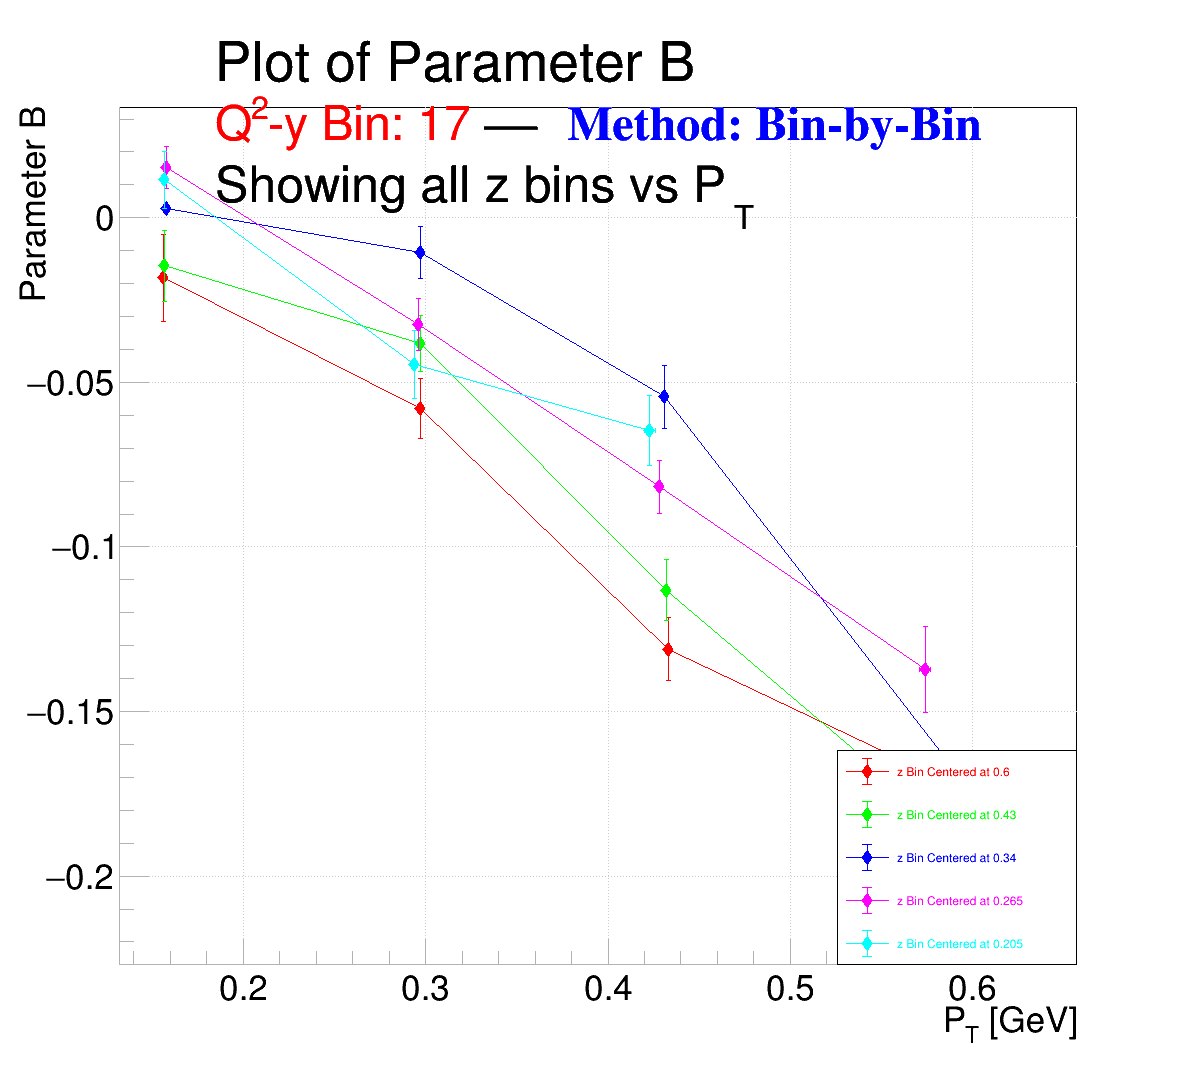 Plot of Parameter B
Q²-y Bin: 17 — Method: Bin-by-Bin
Showing all z bins vs P_T
Parameter B
0
−0.05
−0.1
−0.15
−0.2
z Bin Centered at 0.6
z Bin Centered at 0.43
z Bin Centered at 0.34
z Bin Centered at 0.265
z Bin Centered at 0.205
0.2 0.3 0.4 0.5 0.6
P_T [GeV]